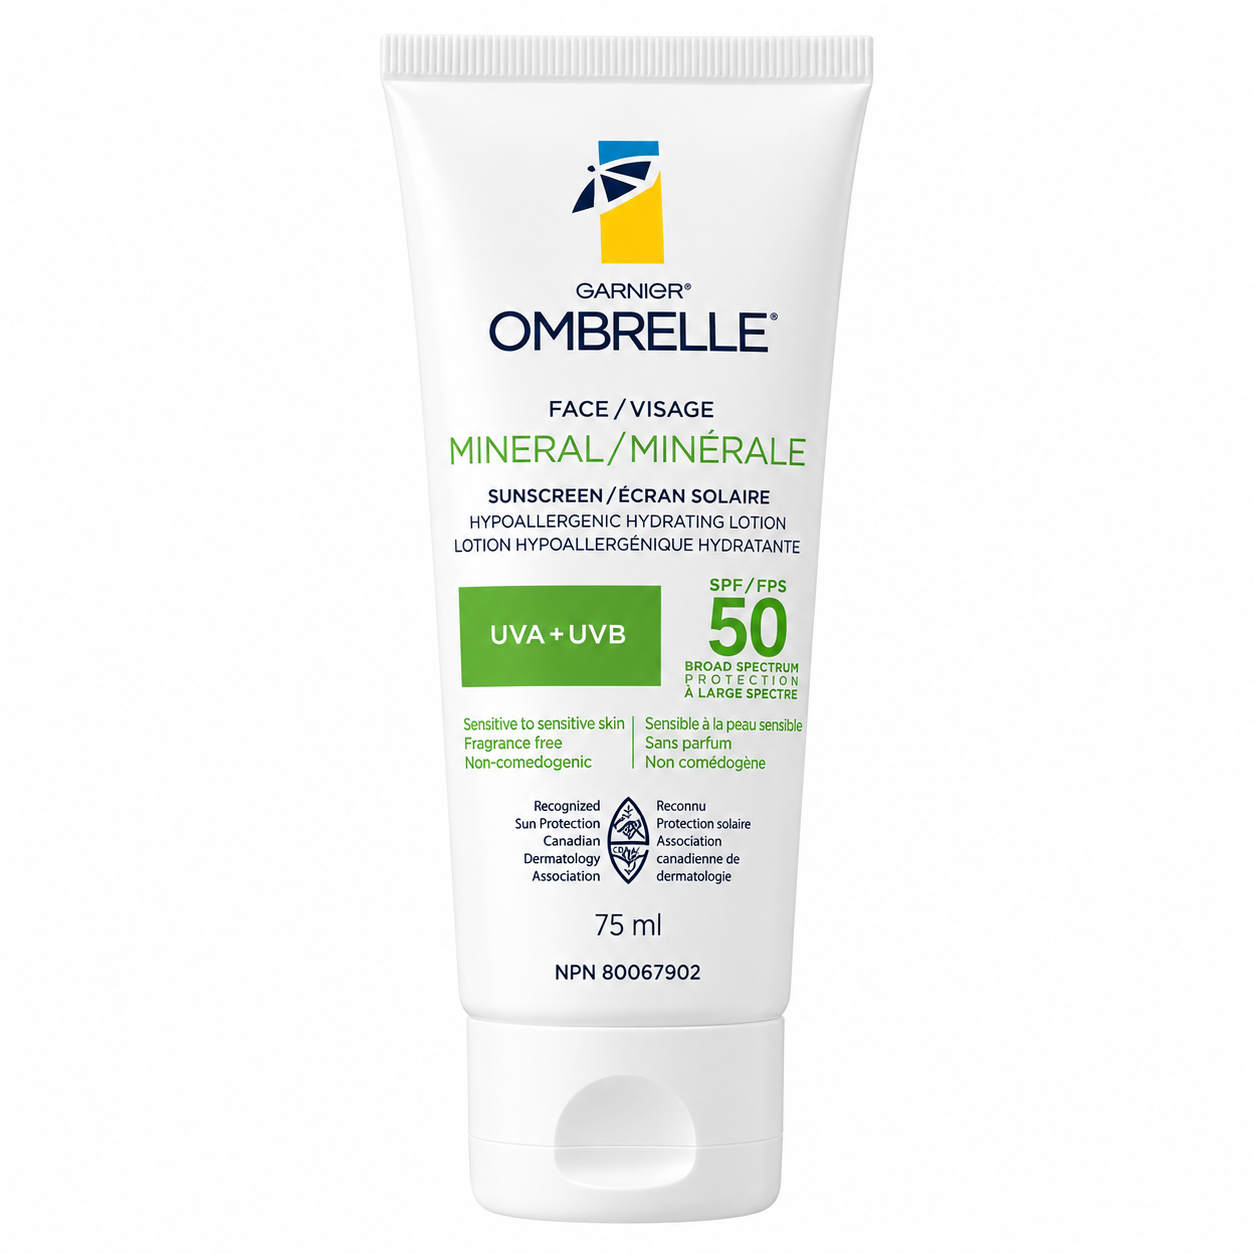 GARNIER®
OMBRELLE®
FACE / VISAGE
MINERAL / MINÉRALE
SUNSCREEN / ÉCRAN SOLAIRE
HYPOALLERGENIC HYDRATING LOTION
LOTION HYPOALLERGÉNIQUE HYDRATANTE
UVA + UVB
SPF / FPS
50
BROAD SPECTRUM
PROTECTION
À LARGE SPECTRE
Sensitive to sensitive skin
Fragrance free
Non-comedogenic
Sensible à la peau sensible
Sans parfum
Non comédogène
Recognized
Sun Protection
Canadian
Dermatology
Association
CDA
Reconnu
Protection solaire
Association
canadienne de
dermatologie
75 ml
NPN 80067902